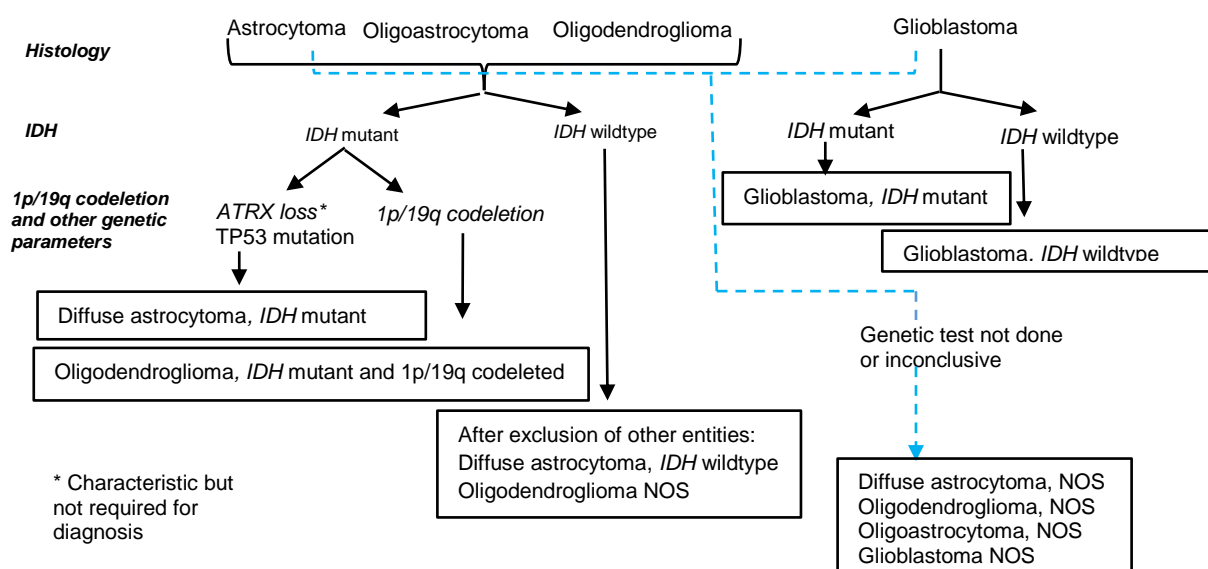 Histology
Astrocytoma
Oligoastrocytoma
Oligodendroglioma
Glioblastoma
IDH
IDH mutant
IDH wildtype
IDH mutant
IDH wildtype
1p/19q codeletion
and other genetic
parameters
ATRX loss*
TP53 mutation
1p/19q codeletion
Glioblastoma, IDH mutant
Glioblastoma. IDH wildtype
Diffuse astrocytoma, IDH mutant
Oligodendroglioma, IDH mutant and 1p/19q codeleted
Genetic test not done
or inconclusive
After exclusion of other entities:
Diffuse astrocytoma, IDH wildtype
Oligodendroglioma NOS
* Characteristic but
not required for
diagnosis
Diffuse astrocytoma, NOS
Oligodendroglioma, NOS
Oligoastrocytoma, NOS
Glioblastoma NOS